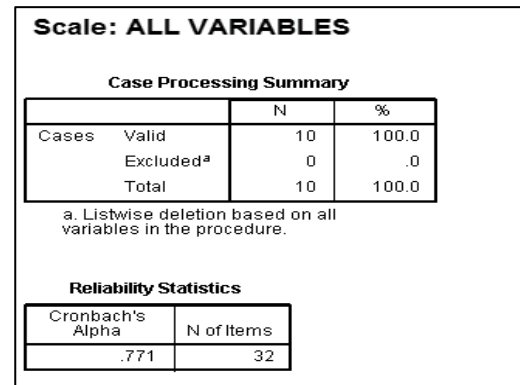 Scale: ALL VARIABLES
Case Processing Summary
N %
Cases Valid 10 100.0
Excludedᵃ 0 .0
Total 10 100.0
a. Listwise deletion based on all
variables in the procedure.
Reliability Statistics
Cronbach's
Alpha N of Items
.771 32